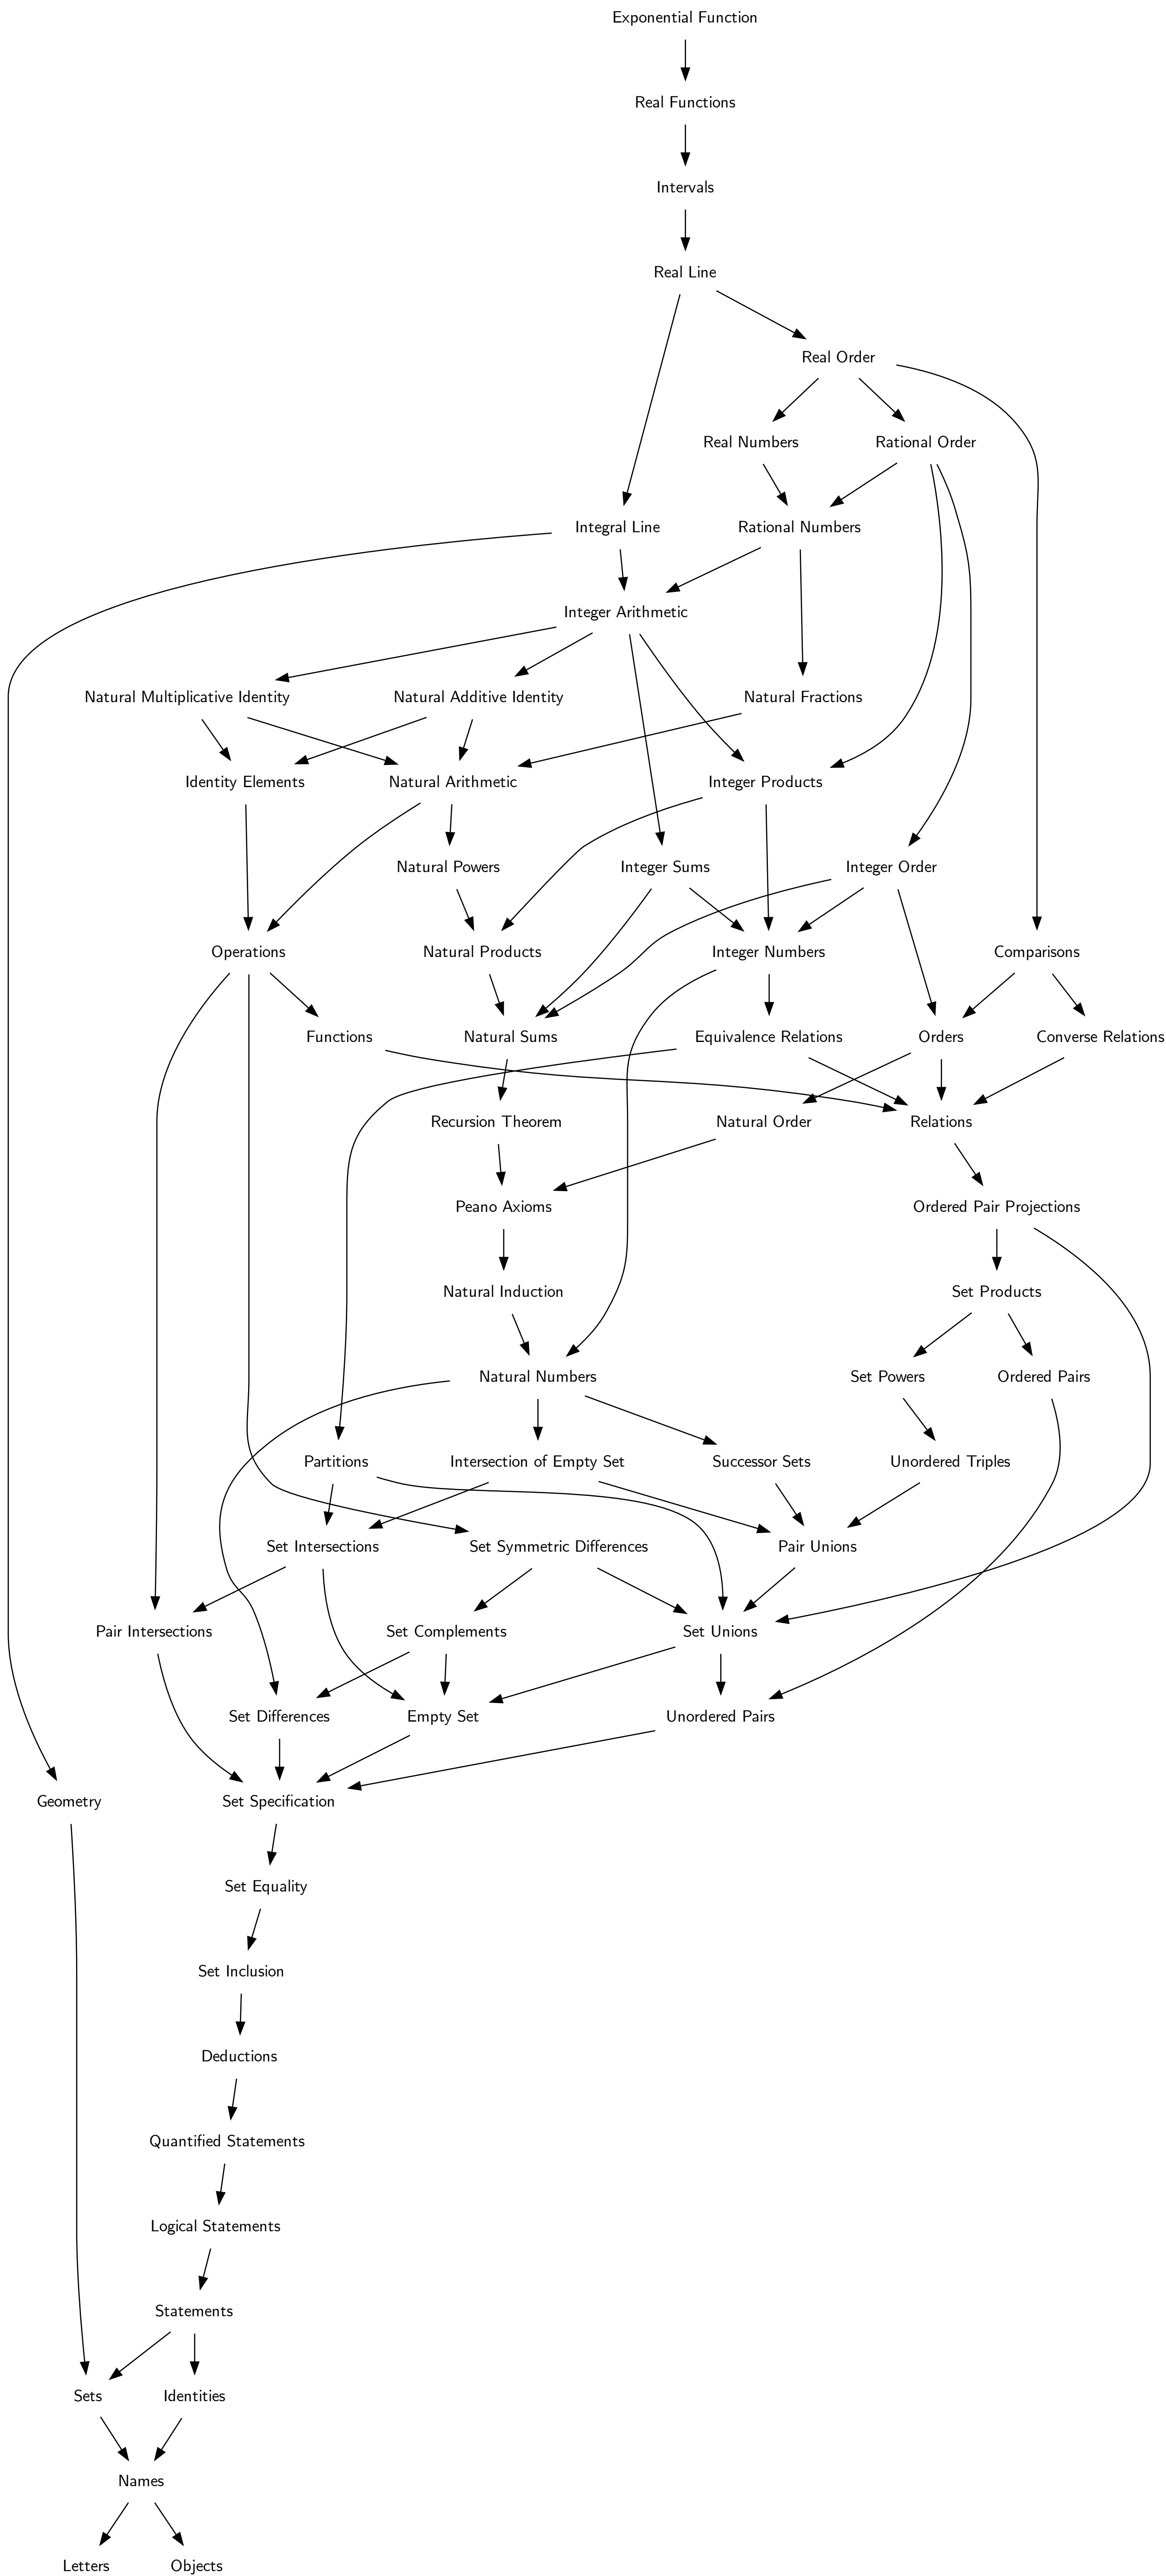 Exponential Function
Real Functions
Intervals
Real Line
Real Order
Real Numbers
Rational Order
Integral Line
Rational Numbers
Integer Arithmetic
Natural Multiplicative Identity
Natural Additive Identity
Natural Fractions
Identity Elements
Natural Arithmetic
Integer Products
Natural Powers
Integer Sums
Integer Order
Operations
Natural Products
Integer Numbers
Comparisons
Functions
Natural Sums
Equivalence Relations
Orders
Converse Relations
Recursion Theorem
Natural Order
Relations
Peano Axioms
Ordered Pair Projections
Natural Induction
Set Products
Natural Numbers
Set Powers
Ordered Pairs
Partitions
Intersection of Empty Set
Successor Sets
Unordered Triples
Set Intersections
Set Symmetric Differences
Pair Unions
Pair Intersections
Set Complements
Set Unions
Set Differences
Empty Set
Unordered Pairs
Geometry
Set Specification
Set Equality
Set Inclusion
Deductions
Quantified Statements
Logical Statements
Statements
Sets
Identities
Names
Letters
Objects